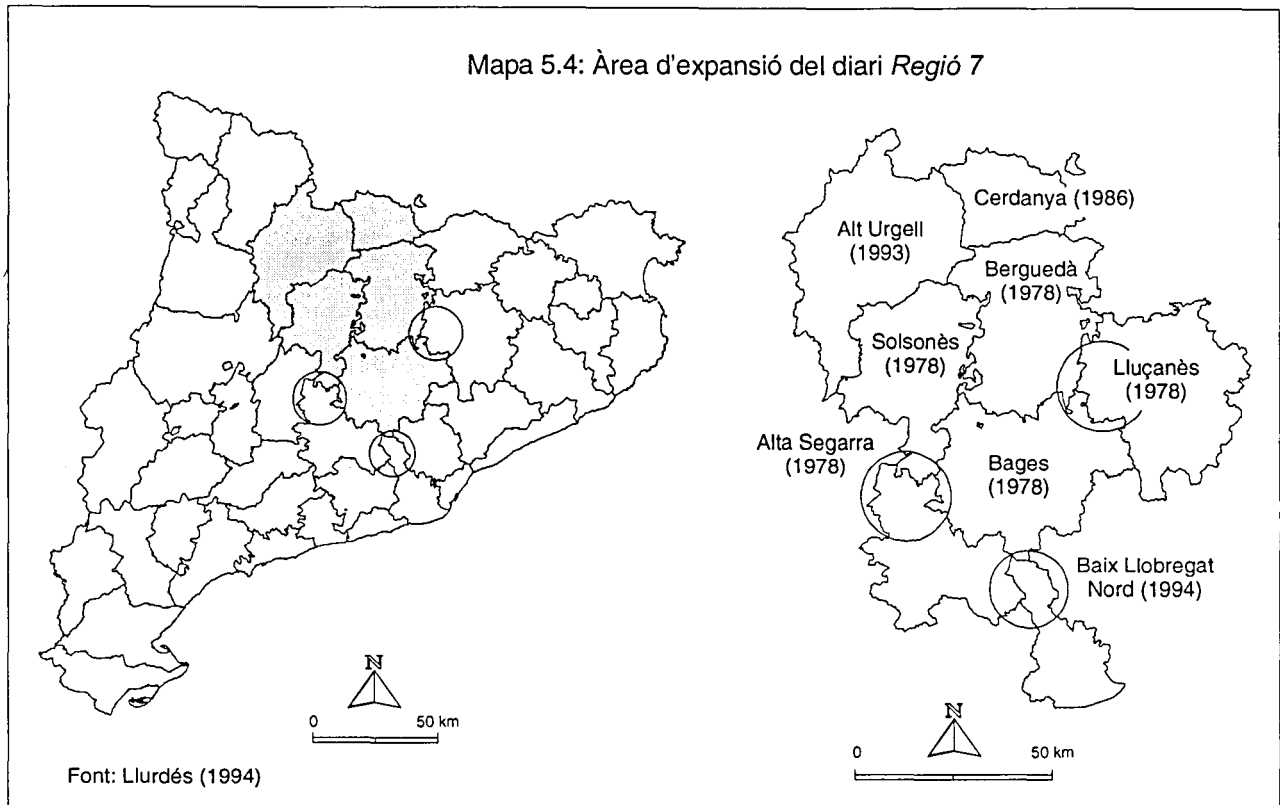 Mapa 5.4: Àrea d'expansió del diari Regió 7
Cerdanya (1986)
Alt Urgell
(1993)
Berguedà
(1978)
Solsonès
(1978)
Lluçanès
(1978)
Alta Segarra
(1978)
Bages
(1978)
Baix Llobregat
Nord (1994)
N
0 50 km
N
0 50 km
Font: Llurdés (1994)